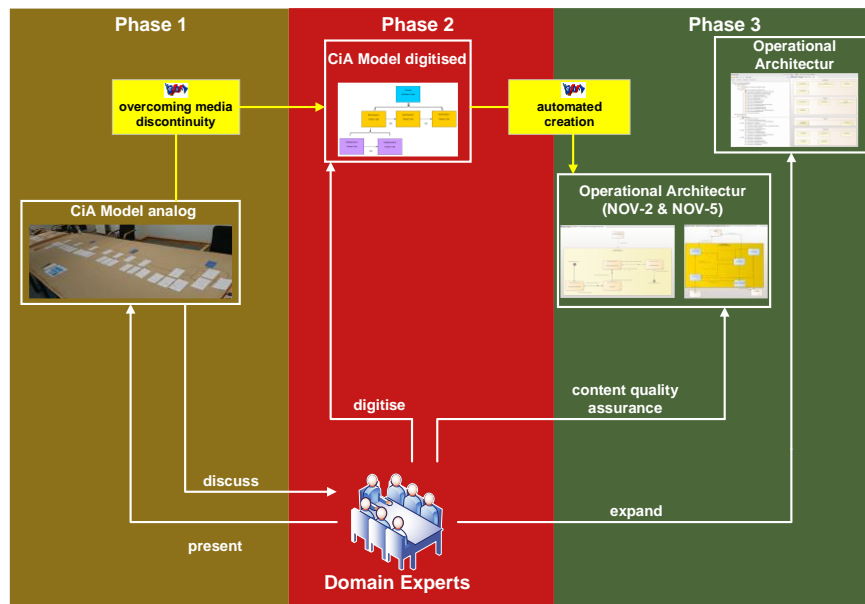 Phase 1
Phase 2
Phase 3
overcoming media
discontinuity
CiA Model digitised
automated
creation
Operational
Architectur
CiA Model analog
Operational Architectur
(NOV-2 & NOV-5)
digitise
content quality
assurance
discuss
expand
present
Domain Experts